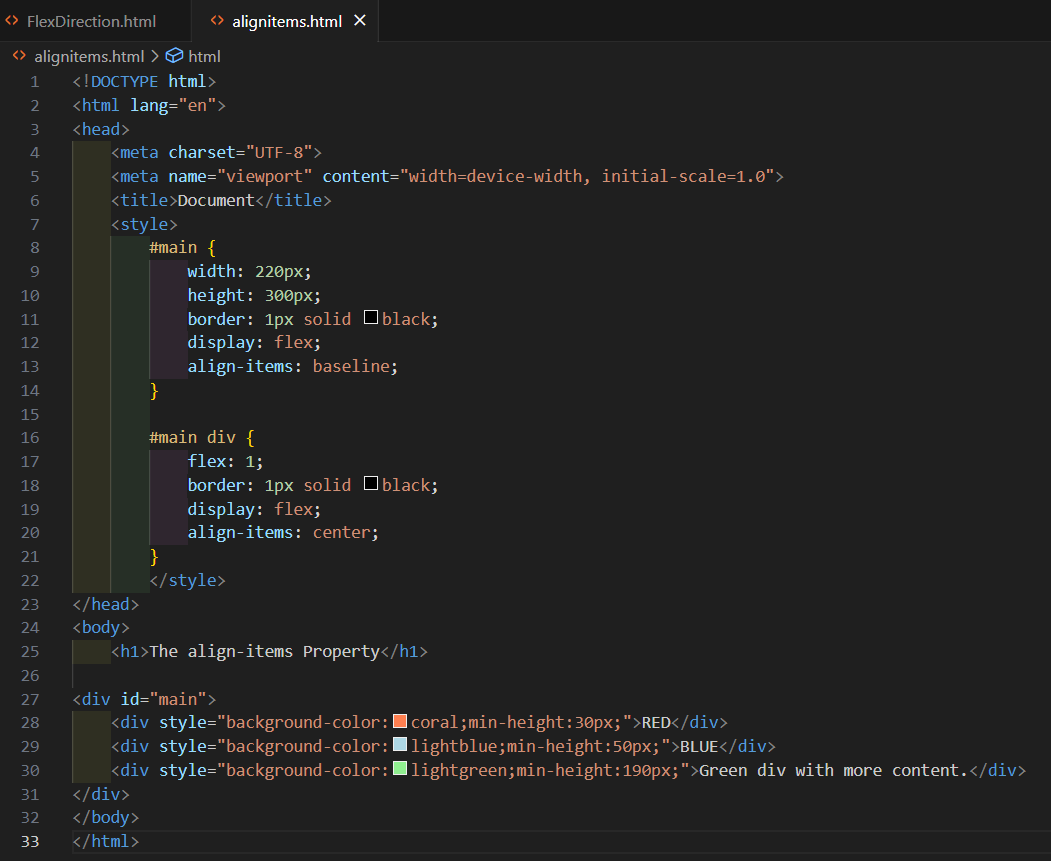 FlexDirection.html alignitems.html
alignitems.html > html
1 <!DOCTYPE html>
2 <html lang="en">
3 <head>
4 <meta charset="UTF-8">
5 <meta name="viewport" content="width=device-width, initial-scale=1.0">
6 <title>Document</title>
7 <style>
8 #main {
9 width: 220px;
10 height: 300px;
11 border: 1px solid black;
12 display: flex;
13 align-items: baseline;
14 }
15
16 #main div {
17 flex: 1;
18 border: 1px solid black;
19 display: flex;
20 align-items: center;
21 }
22 </style>
23 </head>
24 <body>
25 <h1>The align-items Property</h1>
26
27 <div id="main">
28 <div style="background-color:coral;min-height:30px;">RED</div>
29 <div style="background-color:lightblue;min-height:50px;">BLUE</div>
30 <div style="background-color:lightgreen;min-height:190px;">Green div with more content.</div>
31 </div>
32 </body>
33 </html>